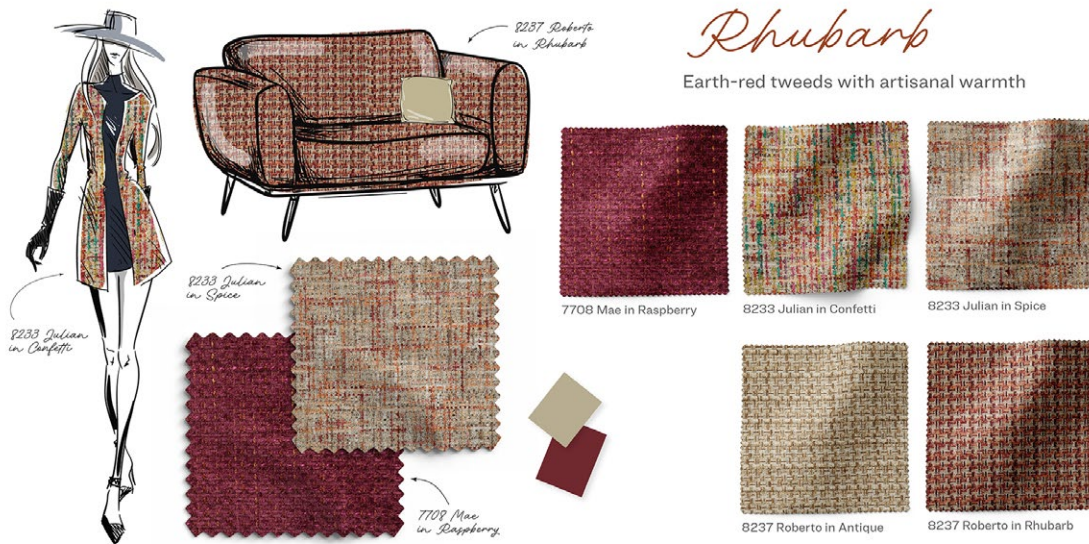 8237 Roberto
in Rhubarb
Rhubarb
Earth-red tweeds with artisanal warmth
8233 Julian
in Spice
8233 Julian
in Confetti
7708 Mae in Raspberry
8233 Julian in Confetti
8233 Julian in Spice
7708 Mae
in Raspberry
8237 Roberto in Antique
8237 Roberto in Rhubarb